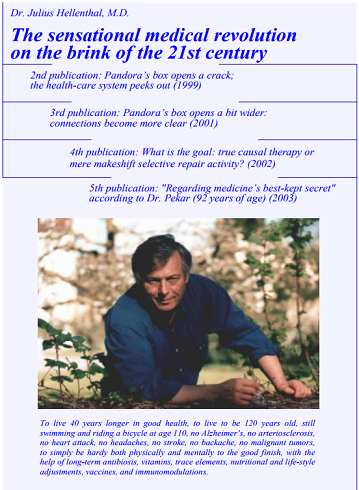 Dr. Julius Hellenthal, M.D.
The sensational medical revolution
on the brink of the 21st century
2nd publication: Pandora's box opens a crack;
the health-care system peeks out (1999)
3rd publication: Pandora's box opens a bit wider:
connections become more clear (2001)
4th publication: What is the goal: true causal therapy or
mere makeshift selective repair activity? (2002)
5th publication: "Regarding medicine's best-kept secret"
according to Dr. Pekar (92 years of age) (2003)
To live 40 years longer in good health, to live to be 120 years old, still
swimming and riding a bicycle at age 110, no Alzheimer's, no arteriosclerosis,
no heart attack, no headaches, no stroke, no backache, no malignant tumors,
to simply be hardy both physically and mentally to the good finish, with the
help of long-term antibiosis, vitamins, trace elements, nutritional and life-style
adjustments, vaccines, and immunomodulations.